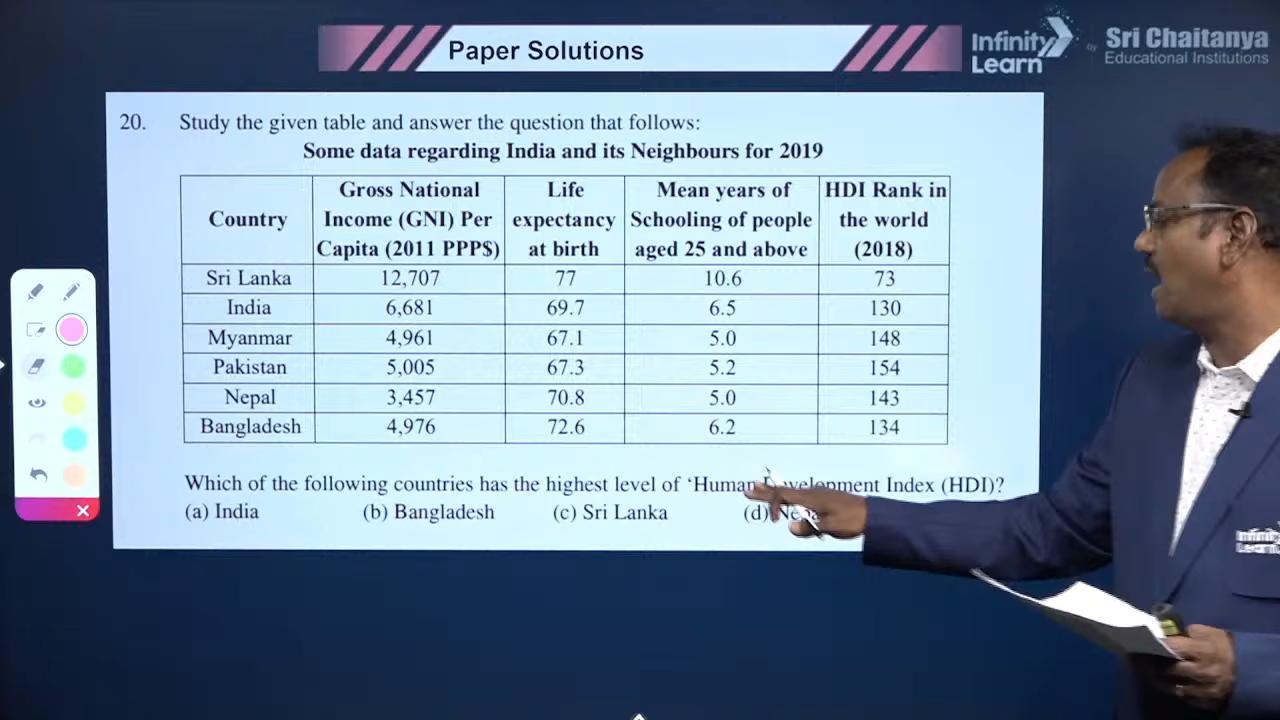 Paper Solutions
Infinity Learn
by
Sri Chaitanya
Educational Institutions
20. Study the given table and answer the question that follows:
Some data regarding India and its Neighbours for 2019
Country | Gross National Income (GNI) Per Capita (2011 PPP$) | Life expectancy at birth | Mean years of Schooling of people aged 25 and above | HDI Rank in the world (2018)
Sri Lanka | 12,707 | 77 | 10.6 | 73
India | 6,681 | 69.7 | 6.5 | 130
Myanmar | 4,961 | 67.1 | 5.0 | 148
Pakistan | 5,005 | 67.3 | 5.2 | 154
Nepal | 3,457 | 70.8 | 5.0 | 143
Bangladesh | 4,976 | 72.6 | 6.2 | 134
Which of the following countries has the highest level of ‘Human Development Index (HDI)?
(a) India (b) Bangladesh (c) Sri Lanka (d) Nepal
Infinity
Learn